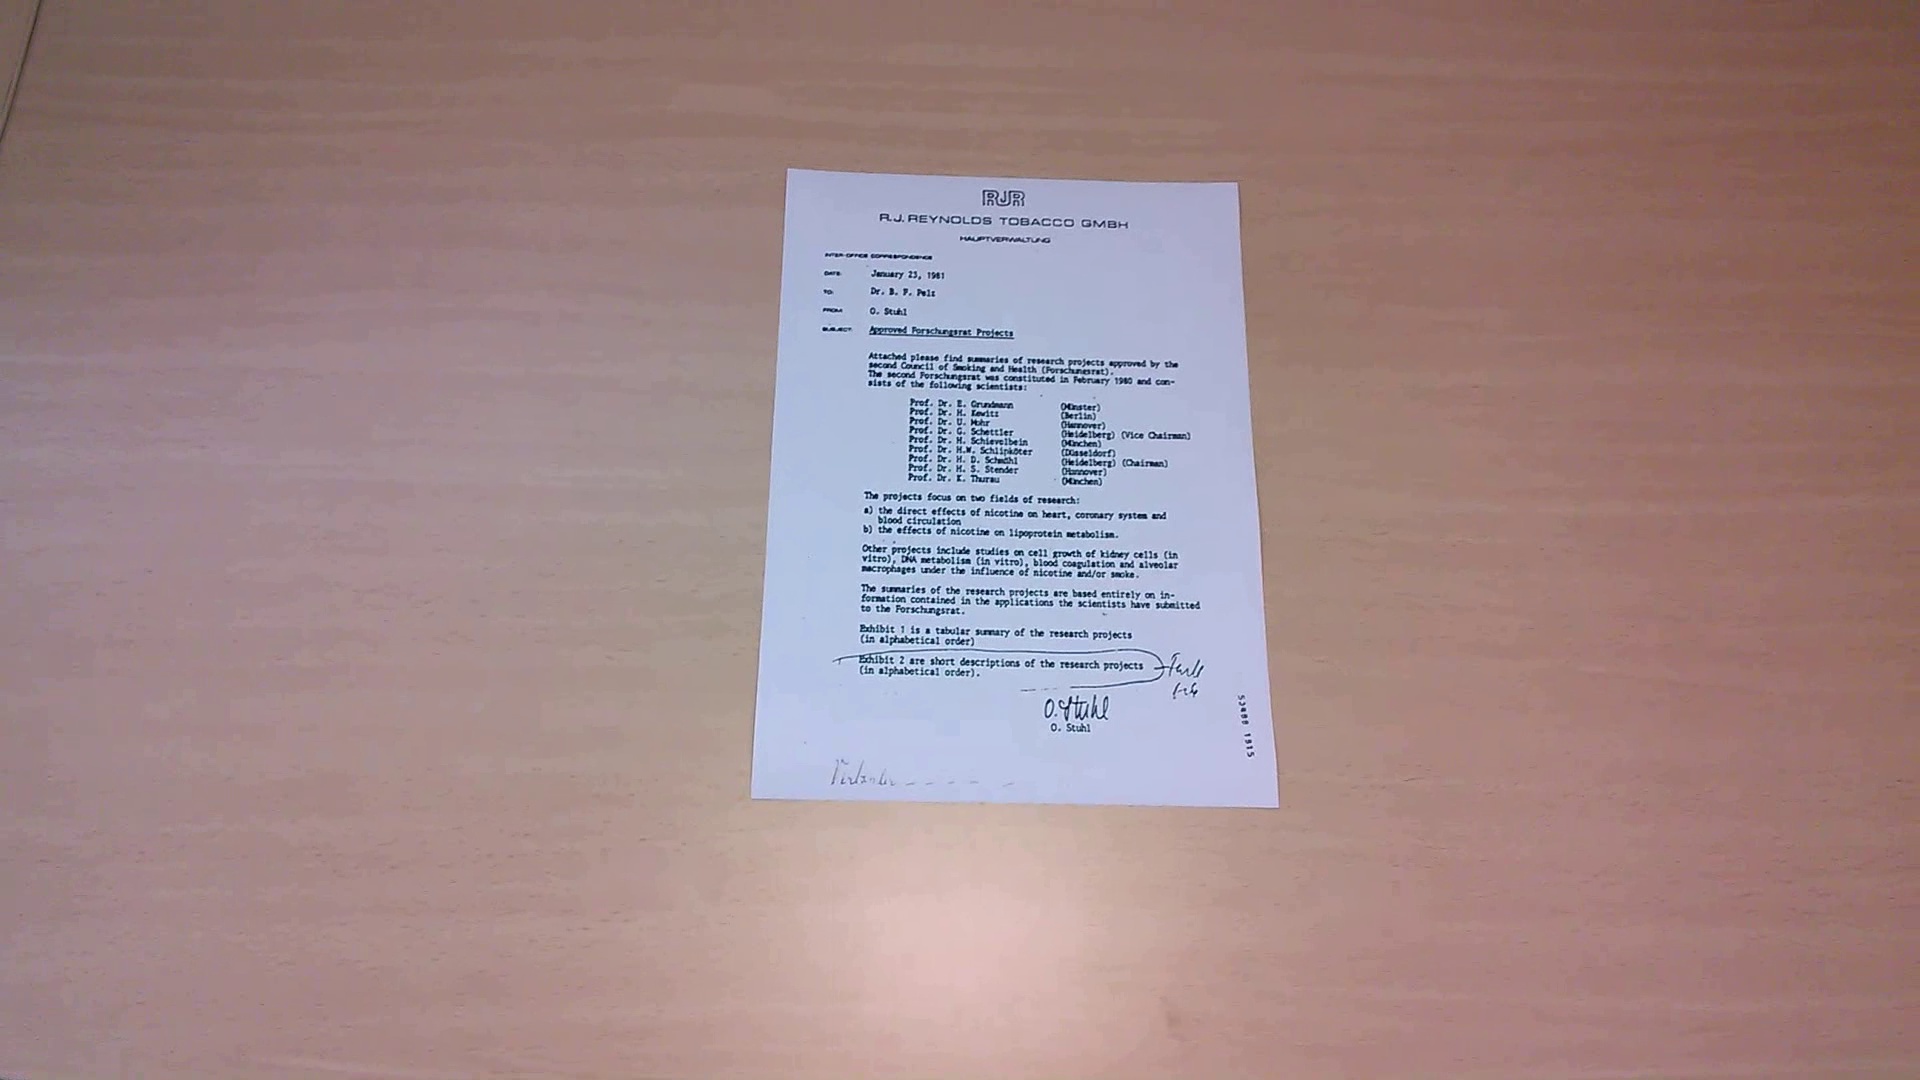 RJR
R.J. REYNOLDS TOBACCO GMBH
HAUPTVERWALTUNG
INTER-OFFICE CORRESPONDENCE
DATE: January 23, 1981
TO: Dr. B. F. Pelz
FROM: O. Stuhl
SUBJECT: Approved Forschungsrat Projects
Attached please find summaries of research projects approved by the
second Council of Smoking and Health (Forschungsrat).
The second Forschungsrat was constituted in February 1980 and con-
sists of the following scientists:
Prof. Dr. E. Grundmann (Münster)
Prof. Dr. H. Kewitz (Berlin)
Prof. Dr. U. Mohr (Hannover)
Prof. Dr. G. Schettler (Heidelberg) (Vice Chairman)
Prof. Dr. H. Schievelbein (München)
Prof. Dr. H.W. Schlipköter (Düsseldorf)
Prof. Dr. H. D. Schmähl (Heidelberg) (Chairman)
Prof. Dr. H. S. Stender (Hannover)
Prof. Dr. K. Thurau (München)
The projects focus on two fields of research:
a) the direct effects of nicotine on heart, coronary system and
blood circulation
b) the effects of nicotine on lipoprotein metabolism.
Other projects include studies on cell growth of kidney cells (in
vitro), DNA metabolism (in vitro), blood coagulation and alveolar
macrophages under the influence of nicotine and/or smoke.
The summaries of the research projects are based entirely on in-
formation contained in the applications the scientists have submitted
to the Forschungsrat.
Exhibit 1 is a tabular summary of the research projects
(in alphabetical order)
Exhibit 2 are short descriptions of the research projects
(in alphabetical order).
O. Stuhl
O. Stuhl